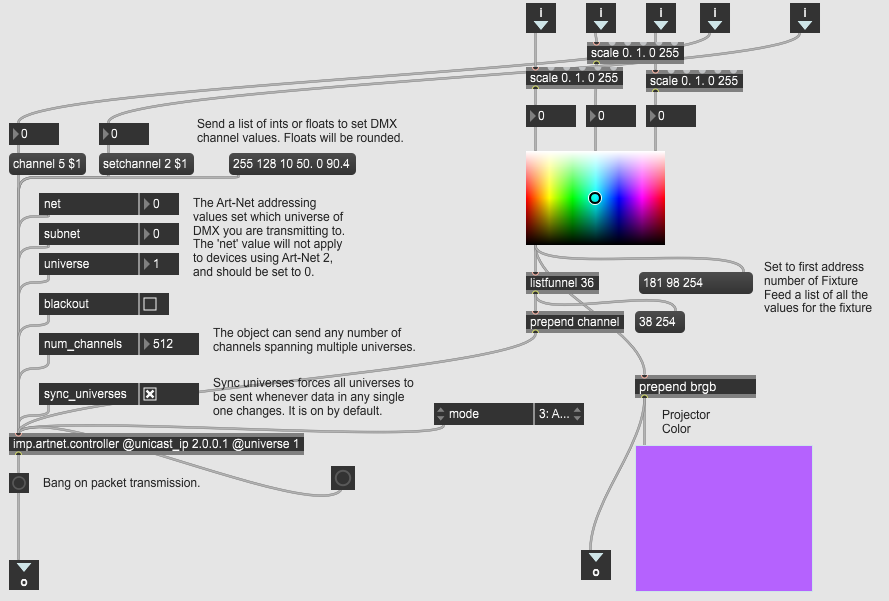 i
i
i
i
i
scale 0. 1. 0 255
scale 0. 1. 0 255
scale 0. 1. 0 255
0
0
0
0
0
Send a list of ints or floats to set DMX
channel values. Floats will be rounded.
channel 5 $1
setchannel 2 $1
255 128 10 50. 0 90.4
net
0
subnet
0
universe
1
The Art-Net addressing
values set which universe of
DMX you are transmitting to.
The 'net' value will not apply
to devices using Art-Net 2,
and should be set to 0.
blackout
num_channels
512
The object can send any number of
channels spanning multiple universes.
sync_universes
Sync universes forces all universes to
be sent whenever data in any single
one changes. It is on by default.
listfunnel 36
181 98 254
Set to first address
number of Fixture
Feed a list of all the
values for the fixture
prepend channel
38 254
prepend brgb
Projector
Color
mode
3: A...
imp.artnet.controller @unicast_ip 2.0.0.1 @universe 1
Bang on packet transmission.
o
o